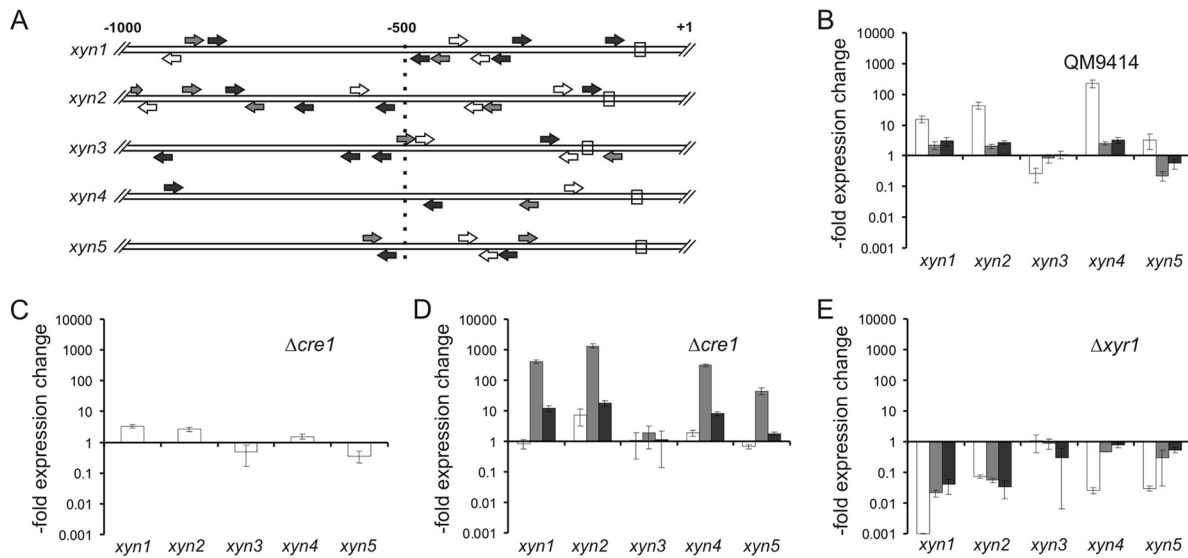 A
-1000 -500 +1
xyn1
xyn2
xyn3
xyn4
xyn5
B
-fold expression change
10000
1000
100
10
1
0.1
0.01
0.001
QM9414
xyn1 xyn2 xyn3 xyn4 xyn5
C
-fold expression change
10000
1000
100
10
1
0.1
0.01
0.001
Δcre1
xyn1 xyn2 xyn3 xyn4 xyn5
D
-fold expression change
10000
1000
100
10
1
0.1
0.01
0.001
Δcre1
xyn1 xyn2 xyn3 xyn4 xyn5
E
-fold expression change
10000
1000
100
10
1
0.1
0.01
0.001
Δxyr1
xyn1 xyn2 xyn3 xyn4 xyn5